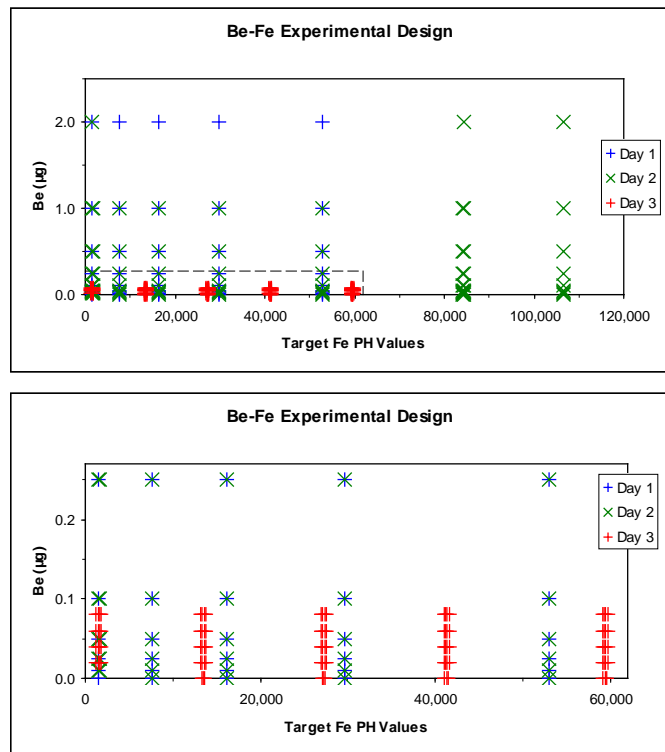 Be-Fe Experimental Design
2.0
1.0
0.0
Be (µg)
0 20,000 40,000 60,000 80,000 100,000 120,000
Target Fe PH Values
Day 1
Day 2
Day 3
Be-Fe Experimental Design
0.2
0.1
0.0
Be (µg)
0 20,000 40,000 60,000
Target Fe PH Values
Day 1
Day 2
Day 3